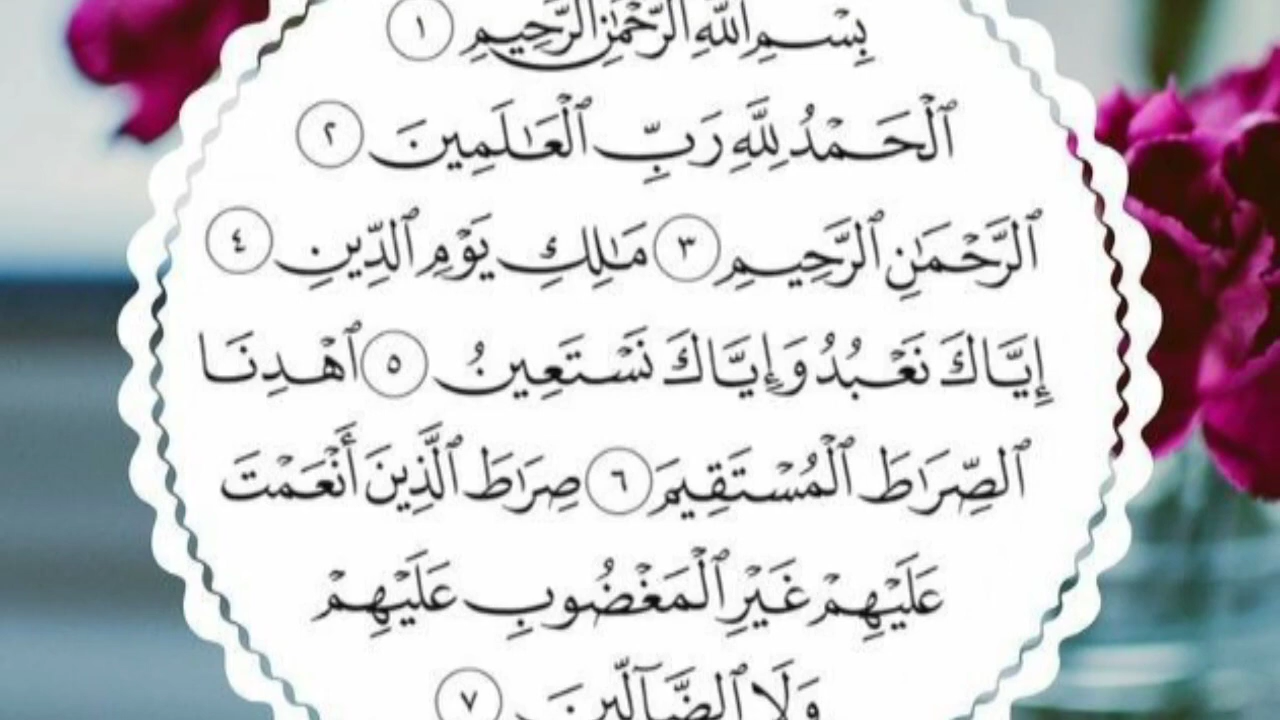 بِسْمِ ٱللَّهِ ٱلرَّحْمَٰنِ ٱلرَّحِيمِ ١
ٱلْحَمْدُ لِلَّهِ رَبِّ ٱلْعَٰلَمِينَ ٢
ٱلرَّحْمَٰنِ ٱلرَّحِيمِ ٣ مَٰلِكِ يَوْمِ ٱلدِّينِ ٤
إِيَّاكَ نَعْبُدُ وَإِيَّاكَ نَسْتَعِينُ ٥ ٱهْدِنَا
ٱلصِّرَٰطَ ٱلْمُسْتَقِيمَ ٦ صِرَٰطَ ٱلَّذِينَ أَنْعَمْتَ
عَلَيْهِمْ غَيْرِ ٱلْمَغْضُوبِ عَلَيْهِمْ
وَلَا ٱلضَّآلِّينَ ٧